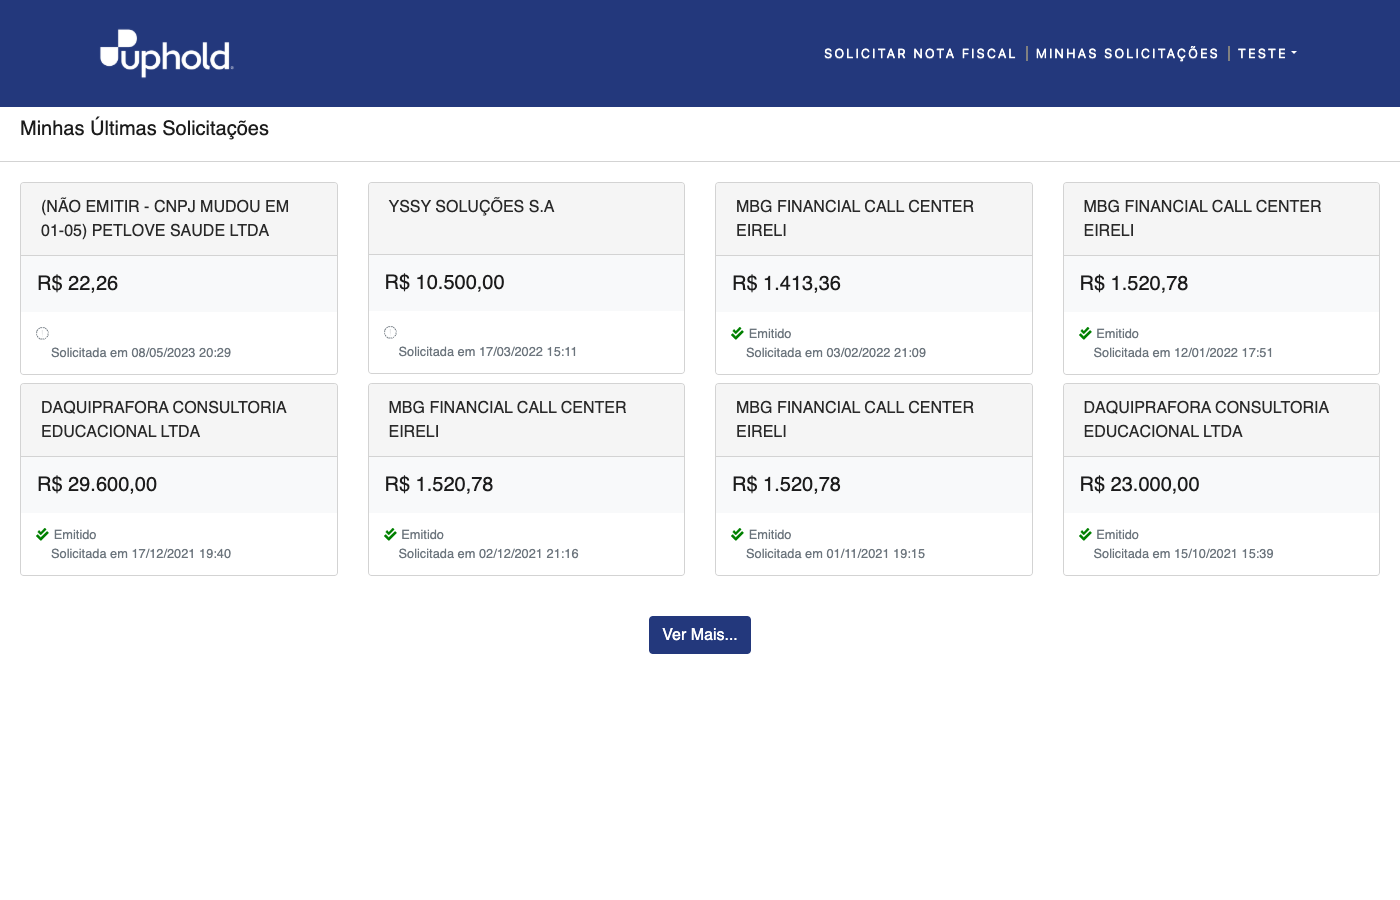 uphold
SOLICITAR NOTA FISCAL
MINHAS SOLICITAÇÕES
TESTE
Minhas Últimas Solicitações
(NÃO EMITIR - CNPJ MUDOU EM
01-05) PETLOVE SAUDE LTDA
R$ 22,26
Solicitada em 08/05/2023 20:29
YSSY SOLUÇÕES S.A
R$ 10.500,00
Solicitada em 17/03/2022 15:11
MBG FINANCIAL CALL CENTER
EIRELI
R$ 1.413,36
Emitido
Solicitada em 03/02/2022 21:09
MBG FINANCIAL CALL CENTER
EIRELI
R$ 1.520,78
Emitido
Solicitada em 12/01/2022 17:51
DAQUIPRAFORA CONSULTORIA
EDUCACIONAL LTDA
R$ 29.600,00
Emitido
Solicitada em 17/12/2021 19:40
MBG FINANCIAL CALL CENTER
EIRELI
R$ 1.520,78
Emitido
Solicitada em 02/12/2021 21:16
MBG FINANCIAL CALL CENTER
EIRELI
R$ 1.520,78
Emitido
Solicitada em 01/11/2021 19:15
DAQUIPRAFORA CONSULTORIA
EDUCACIONAL LTDA
R$ 23.000,00
Emitido
Solicitada em 15/10/2021 15:39
Ver Mais...